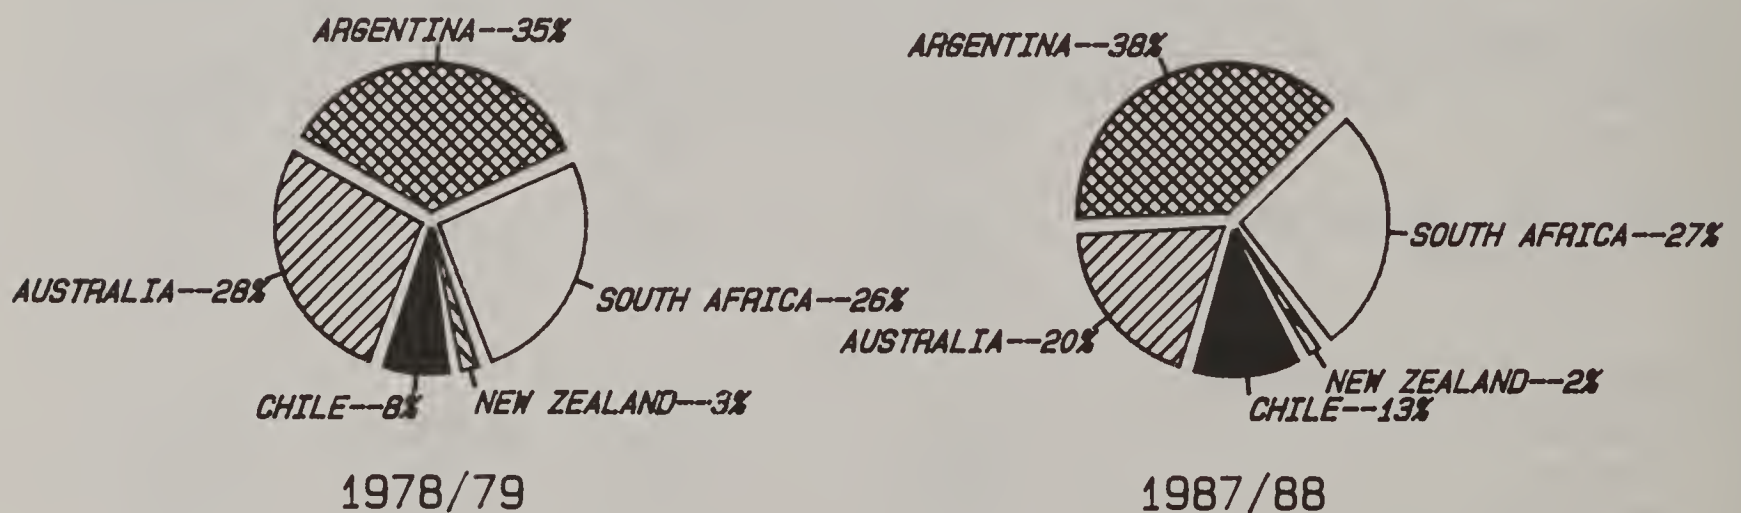 ARGENTINA--35%
AUSTRALIA--28%
SOUTH AFRICA--26%
CHILE--8%
NEW ZEALAND--3%
1978/79
ARGENTINA--38%
SOUTH AFRICA--27%
AUSTRALIA--20%
NEW ZEALAND--2%
CHILE--13%
1987/88